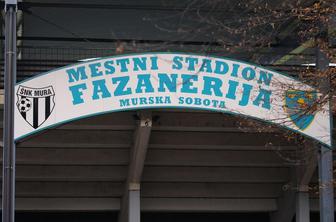 MESTNI STADION
FAZANERIJA
MURSKA SOBOTA
ŠNK MURA